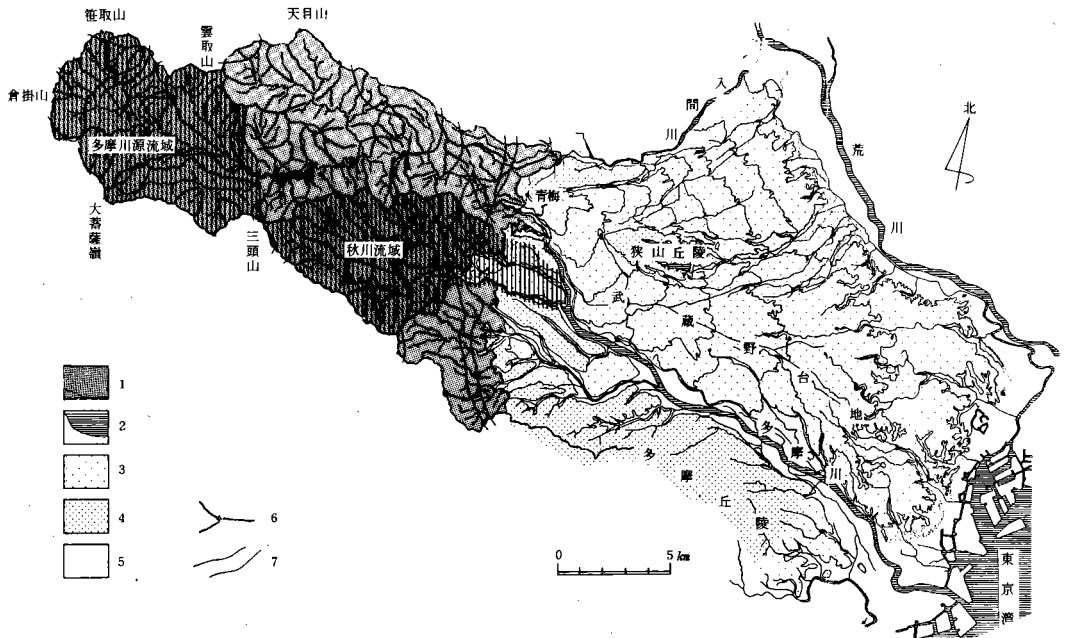 笹取山
天目山
雲取山
倉掛山
多摩川源流域
大菩薩嶺
三頭山
秋川流域
青梅
入間川
荒川
北
狭山丘陵
武蔵野台地
多摩川
多摩丘陵
東京湾
1
2
3
4
5
6
7
0 5km